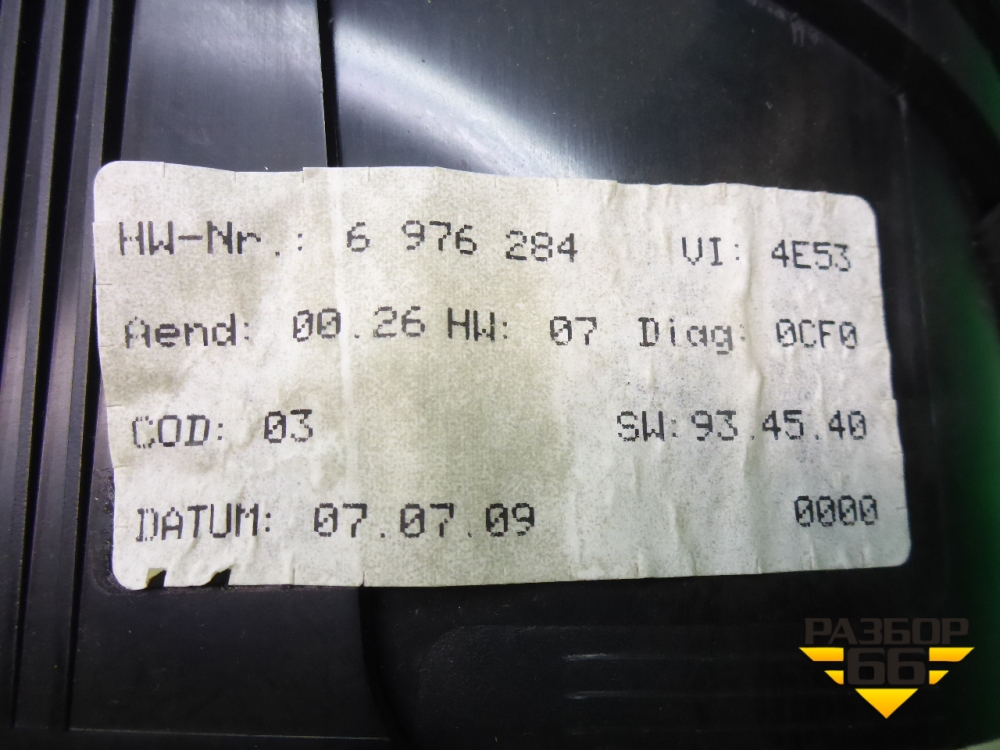 HW-Nr.: 6 976 284 VI: 4E53
Aend: 00.26 HW: 07 Diag: 0CF0
COD: 03 SW: 93.45.40
DATUM: 07.07.09 0000
РАЗБОР
66